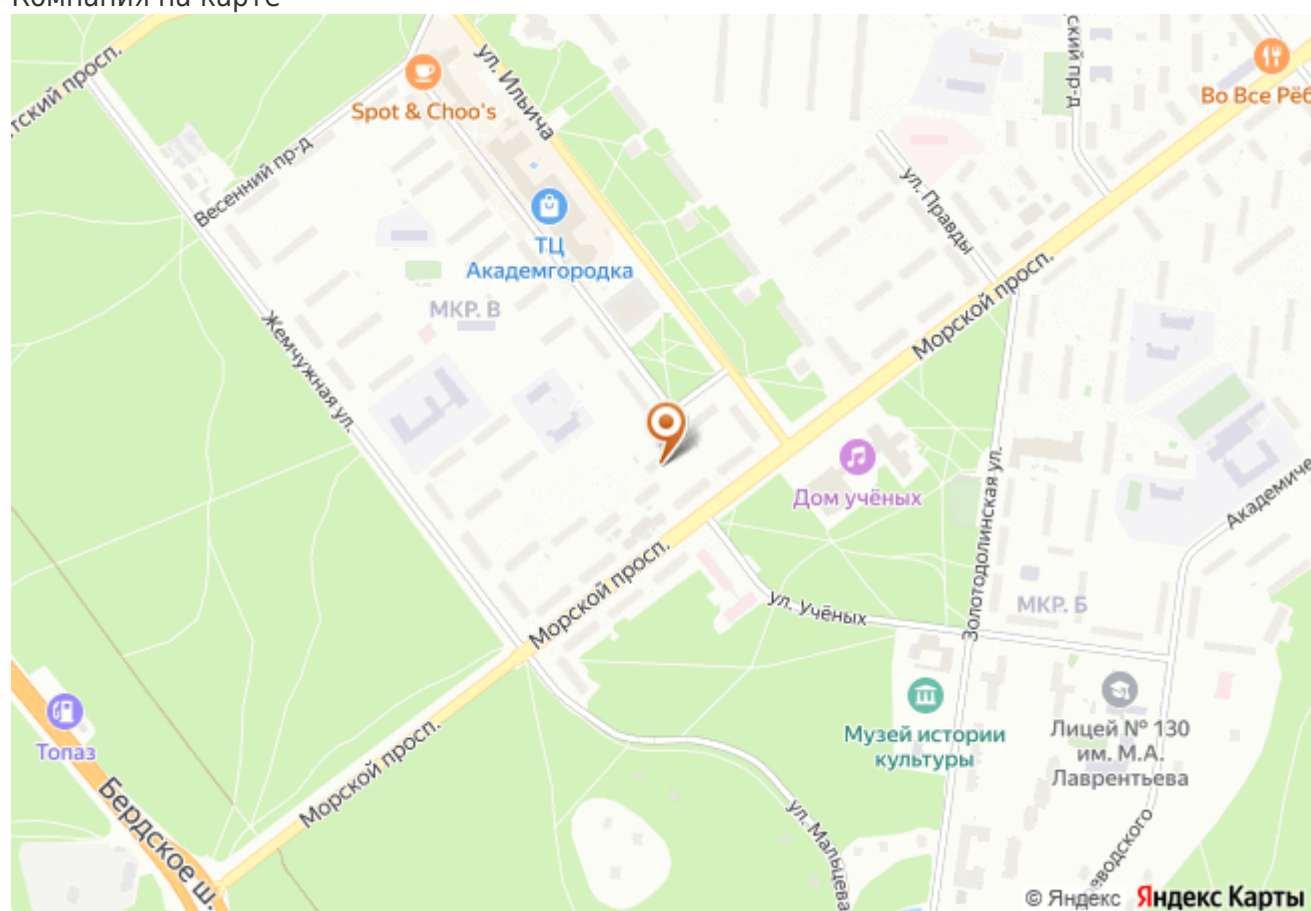 Компания на карте
тский просп.
ул. Ильича
ский пр-д
Spot & Choo's
Во Все Рёб
Весенний пр-д
ул. Правды
ТЦ
Академгородка
МКР. В
Морской просп.
Жемчужная ул.
Дом учёных
Золотодолинская ул.
Академиче
Морской просп.
ул. Учёных
МКР. Б
Топаз
Музей истории
культуры
Лицей № 130
им. М.А.
Лаврентьева
Морской просп.
Бердское ш.
ул. Мальцева
еводского
© Яндекс Яндекс Карты